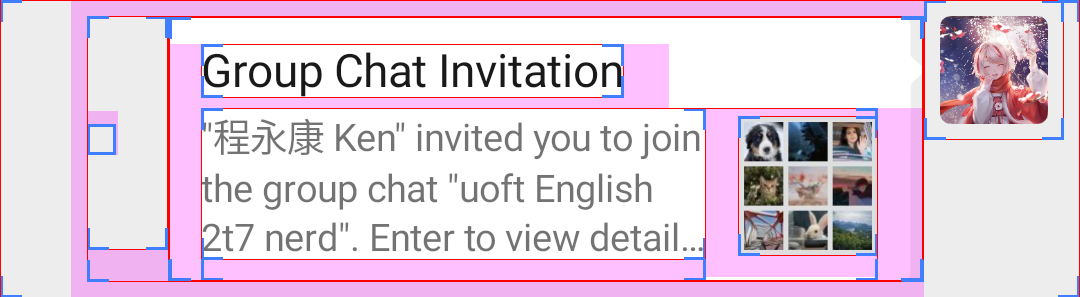 Group Chat Invitation
"程永康 Ken" invited you to join
the group chat "uoft English
2t7 nerd". Enter to view detail…